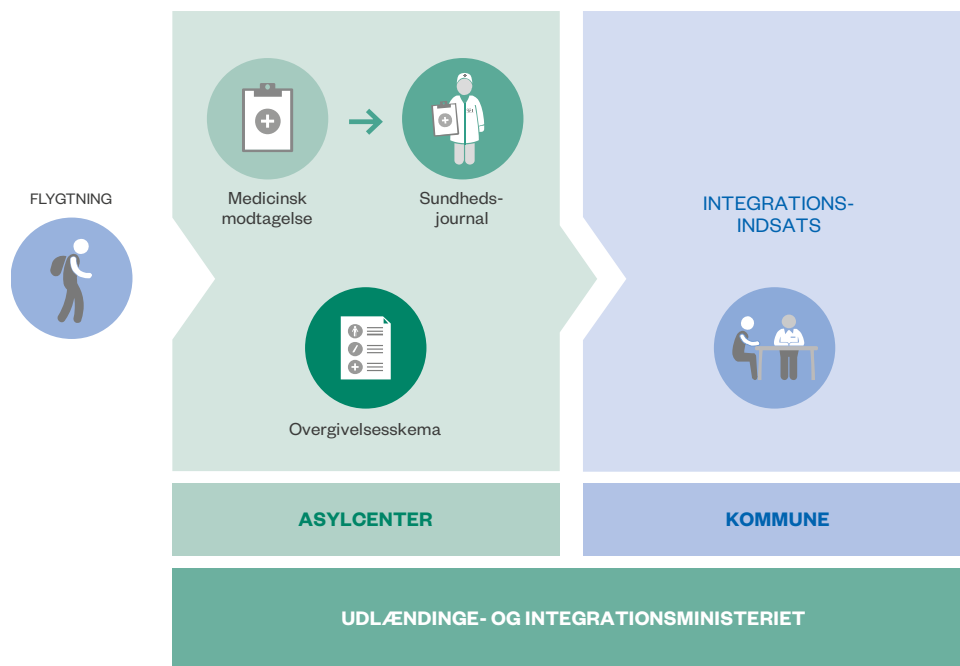 FLYGTNING
Medicinsk
modtagelse
Sundheds-
journal
Overgivelsesskema
INTEGRATIONS-
INDSATS
ASYLCENTER
KOMMUNE
UDLÆNDINGE- OG INTEGRATIONSMINISTERIET